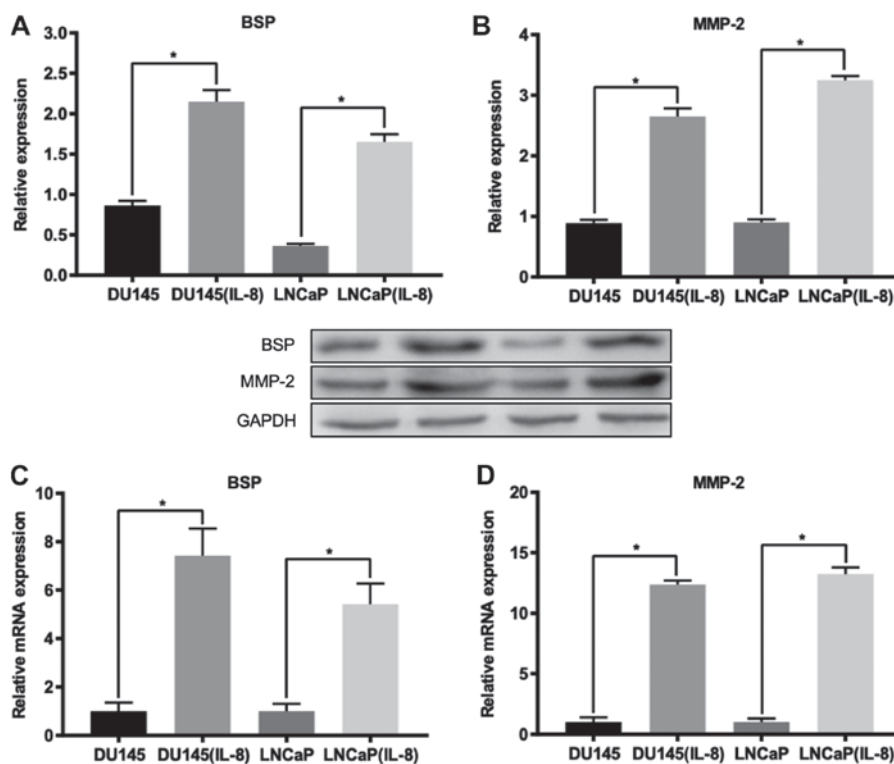 A
BSP
Relative expression
3.0
2.5
2.0
1.5
1.0
0.5
0.0
*
*
DU145 DU145(IL-8) LNCaP LNCaP(IL-8)
B
MMP-2
Relative expression
4
3
2
1
0
*
*
DU145 DU145(IL-8) LNCaP LNCaP(IL-8)
BSP
MMP-2
GAPDH
C
BSP
Relative mRNA expression
10
8
6
4
2
0
*
*
DU145 DU145(IL-8) LNCaP LNCaP(IL-8)
D
MMP-2
Relative mRNA expression
20
15
10
5
0
*
*
DU145 DU145(IL-8) LNCaP LNCaP(IL-8)